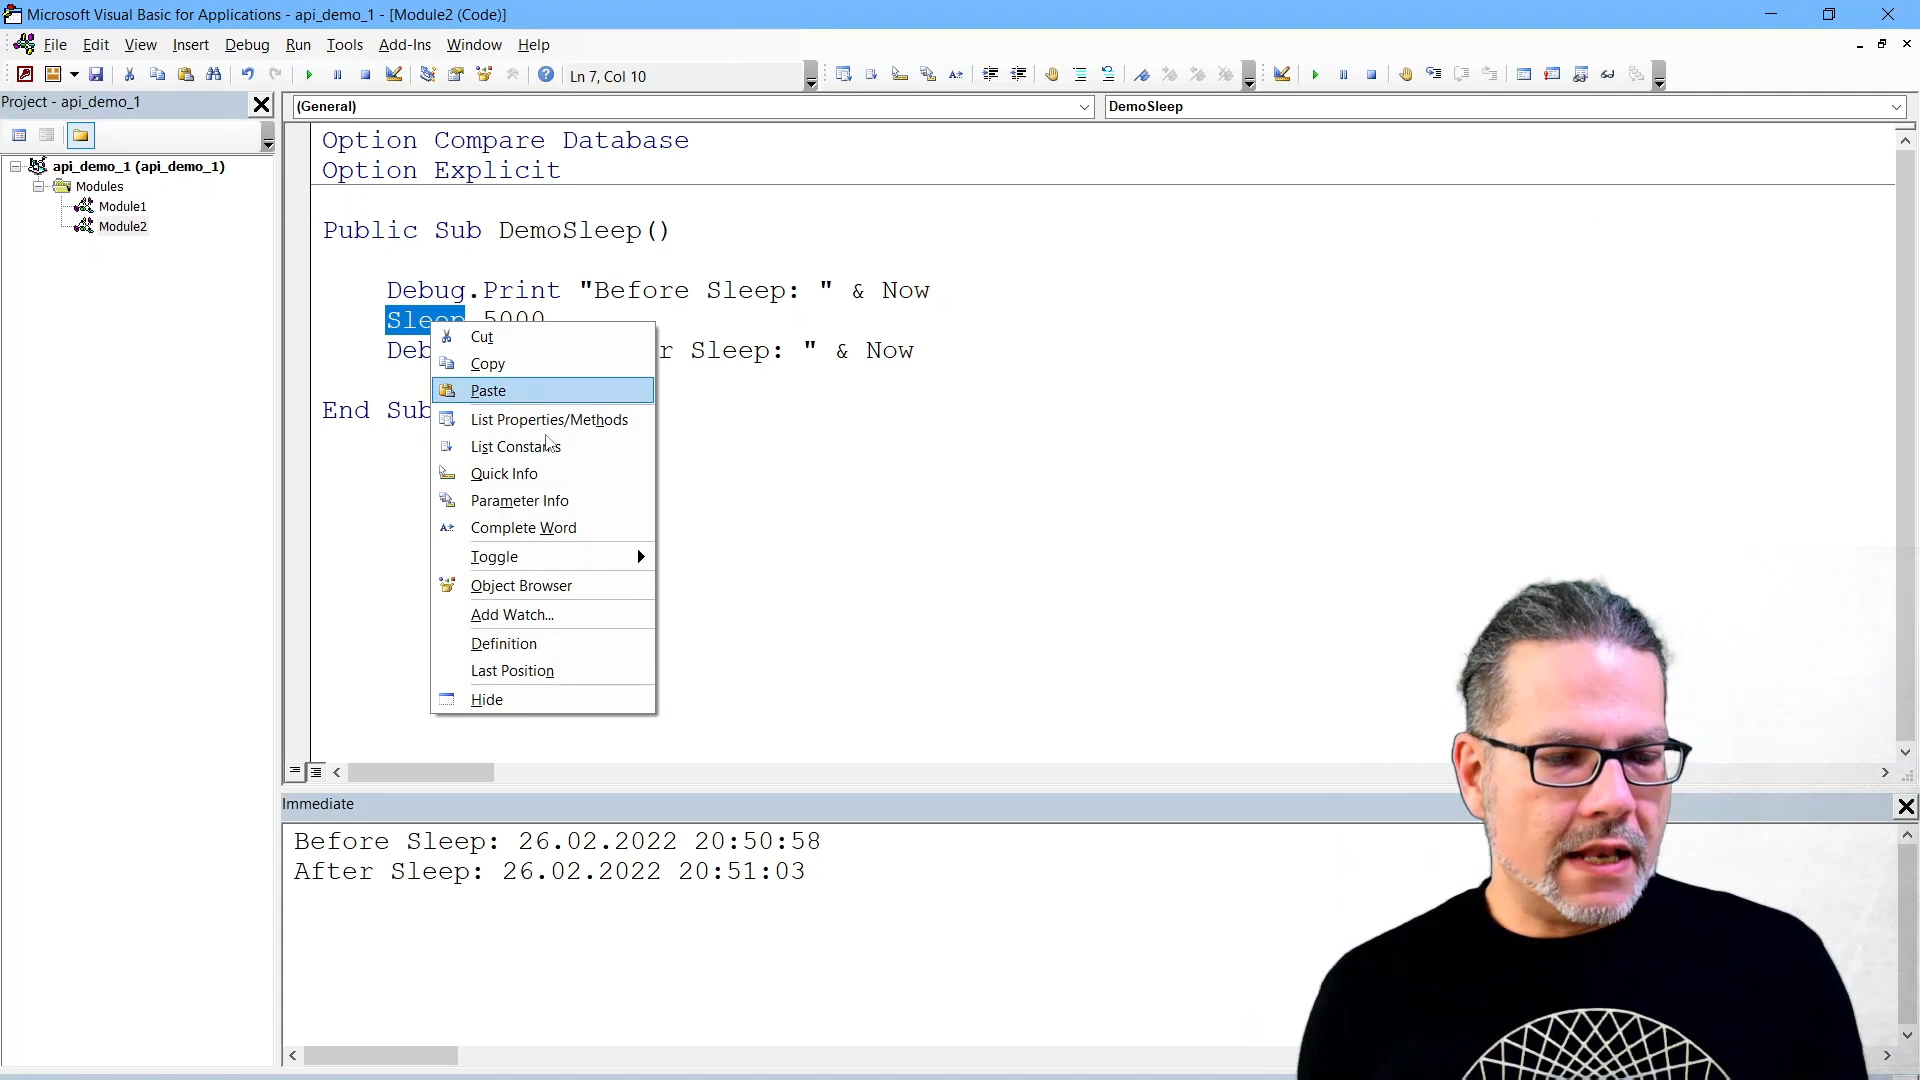 Microsoft Visual Basic for Applications - api_demo_1 - [Module2 (Code)]
File Edit View Insert Debug Run Tools Add-Ins Window Help
Ln 7, Col 10
Project - api_demo_1
(General)
DemoSleep
api_demo_1 (api_demo_1)
Modules
Module1
Module2
Option Compare Database
Option Explicit
Public Sub DemoSleep()
Debug.Print "Before Sleep: " & Now
Sleep 5000
Deb r Sleep: " & Now
End Sub
Cut
Copy
Paste
List Properties/Methods
List Constants
Quick Info
Parameter Info
Complete Word
Toggle
Object Browser
Add Watch...
Definition
Last Position
Hide
Immediate
Before Sleep: 26.02.2022 20:50:58
After Sleep: 26.02.2022 20:51:03